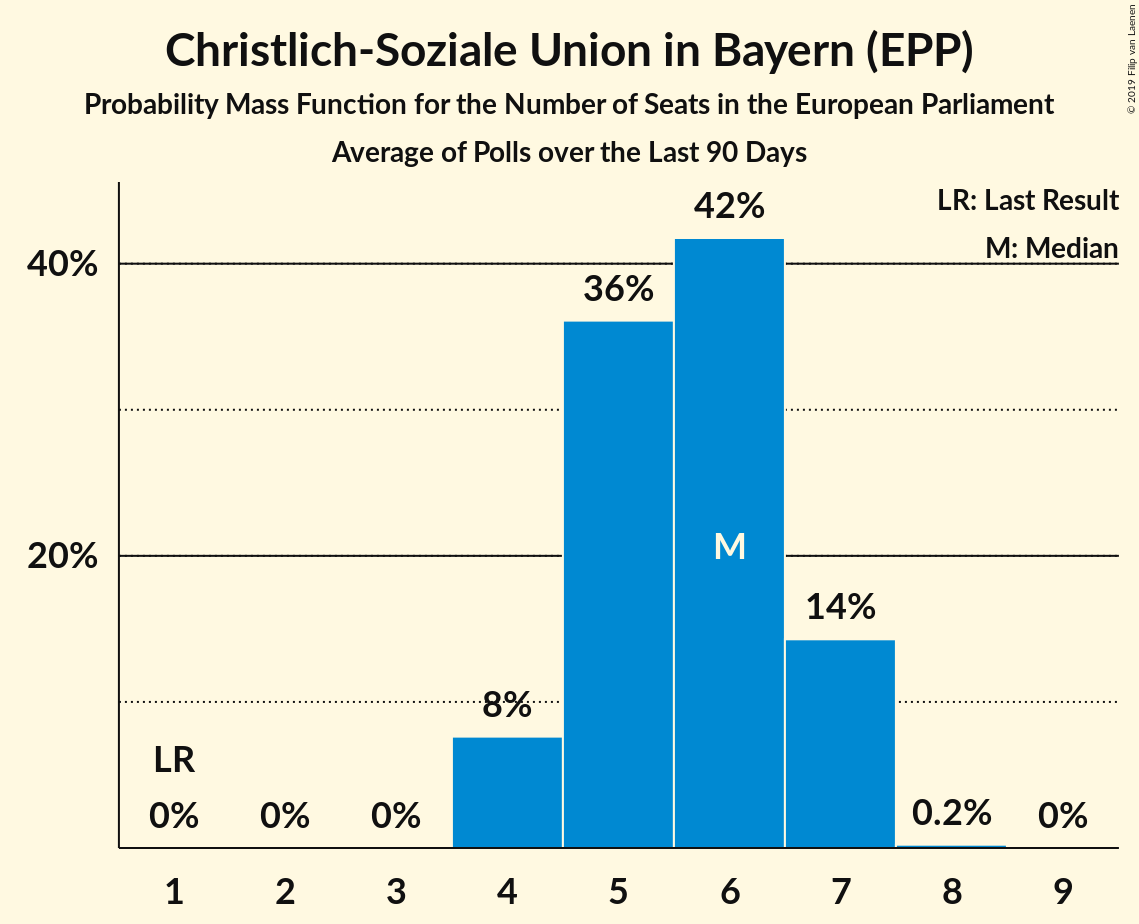 Christlich-Soziale Union in Bayern (EPP)
Probability Mass Function for the Number of Seats in the European Parliament
Average of Polls over the Last 90 Days
© 2019 Filip van Laenen
LR: Last Result
M: Median
42%
40%
36%
20%
M
14%
8%
LR
0% 0% 0% 0.2% 0%
1 2 3 4 5 6 7 8 9